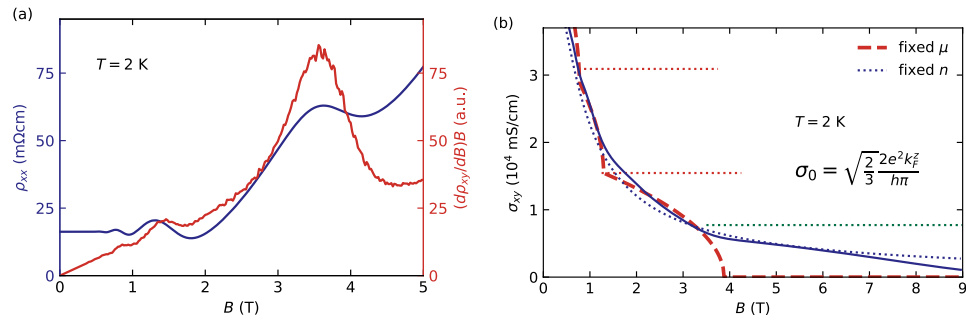 (a)
T = 2 K
ρxx (mΩcm)
75
50
25
0
(dρxy/dB)B (a.u.)
75
50
25
0
0 1 2 3 4 5
B (T)
(b)
fixed μ
fixed n
T = 2 K
σ₀ = √(2/3) 2e²k_F^z/hπ
σxy (10⁴ mS/cm)
3
2
1
0
0 1 2 3 4 5 6 7 8 9
B (T)